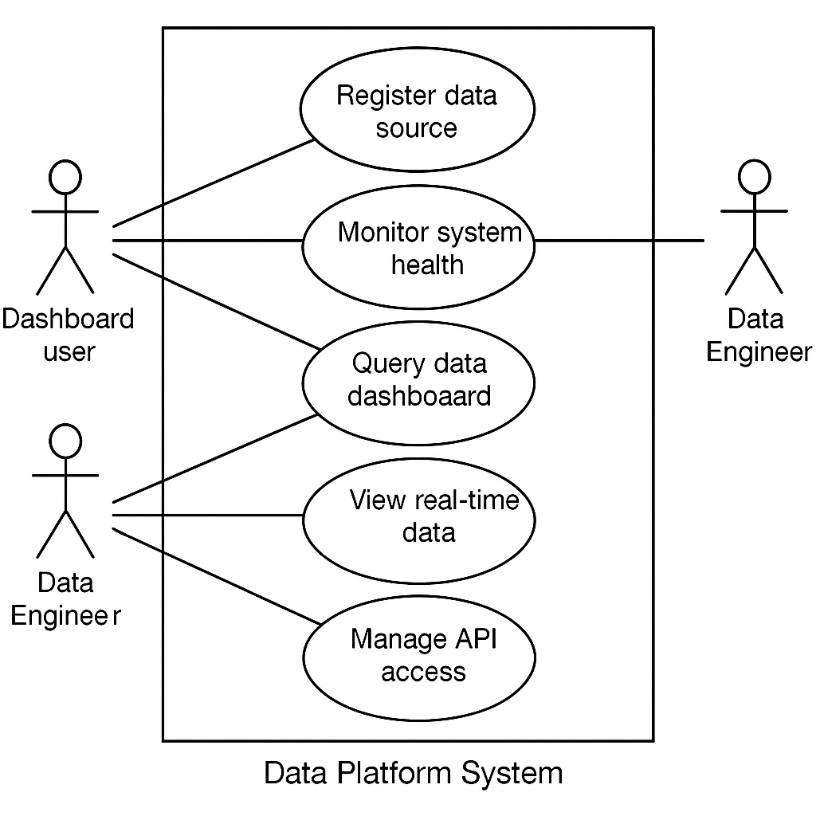 Register data
source
Monitor system
health
Dashboard
user
Data
Engineer
Query data
dashboaard
View real-time
data
Data
Engineer
Manage API
access
Data Platform System